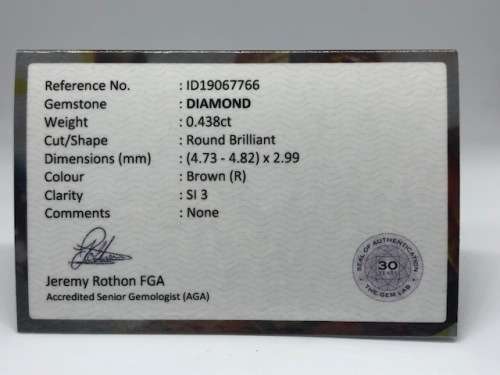 Reference No. : ID19067766
Gemstone : DIAMOND
Weight : 0.438ct
Cut/Shape : Round Brilliant
Dimensions (mm) : (4.73 - 4.82) x 2.99
Colour : Brown (R)
Clarity : SI 3
Comments : None
Jeremy Rothon FGA
Accredited Senior Gemologist (AGA)
SEAL OF AUTHENTICATION
30
THE GEM LAB